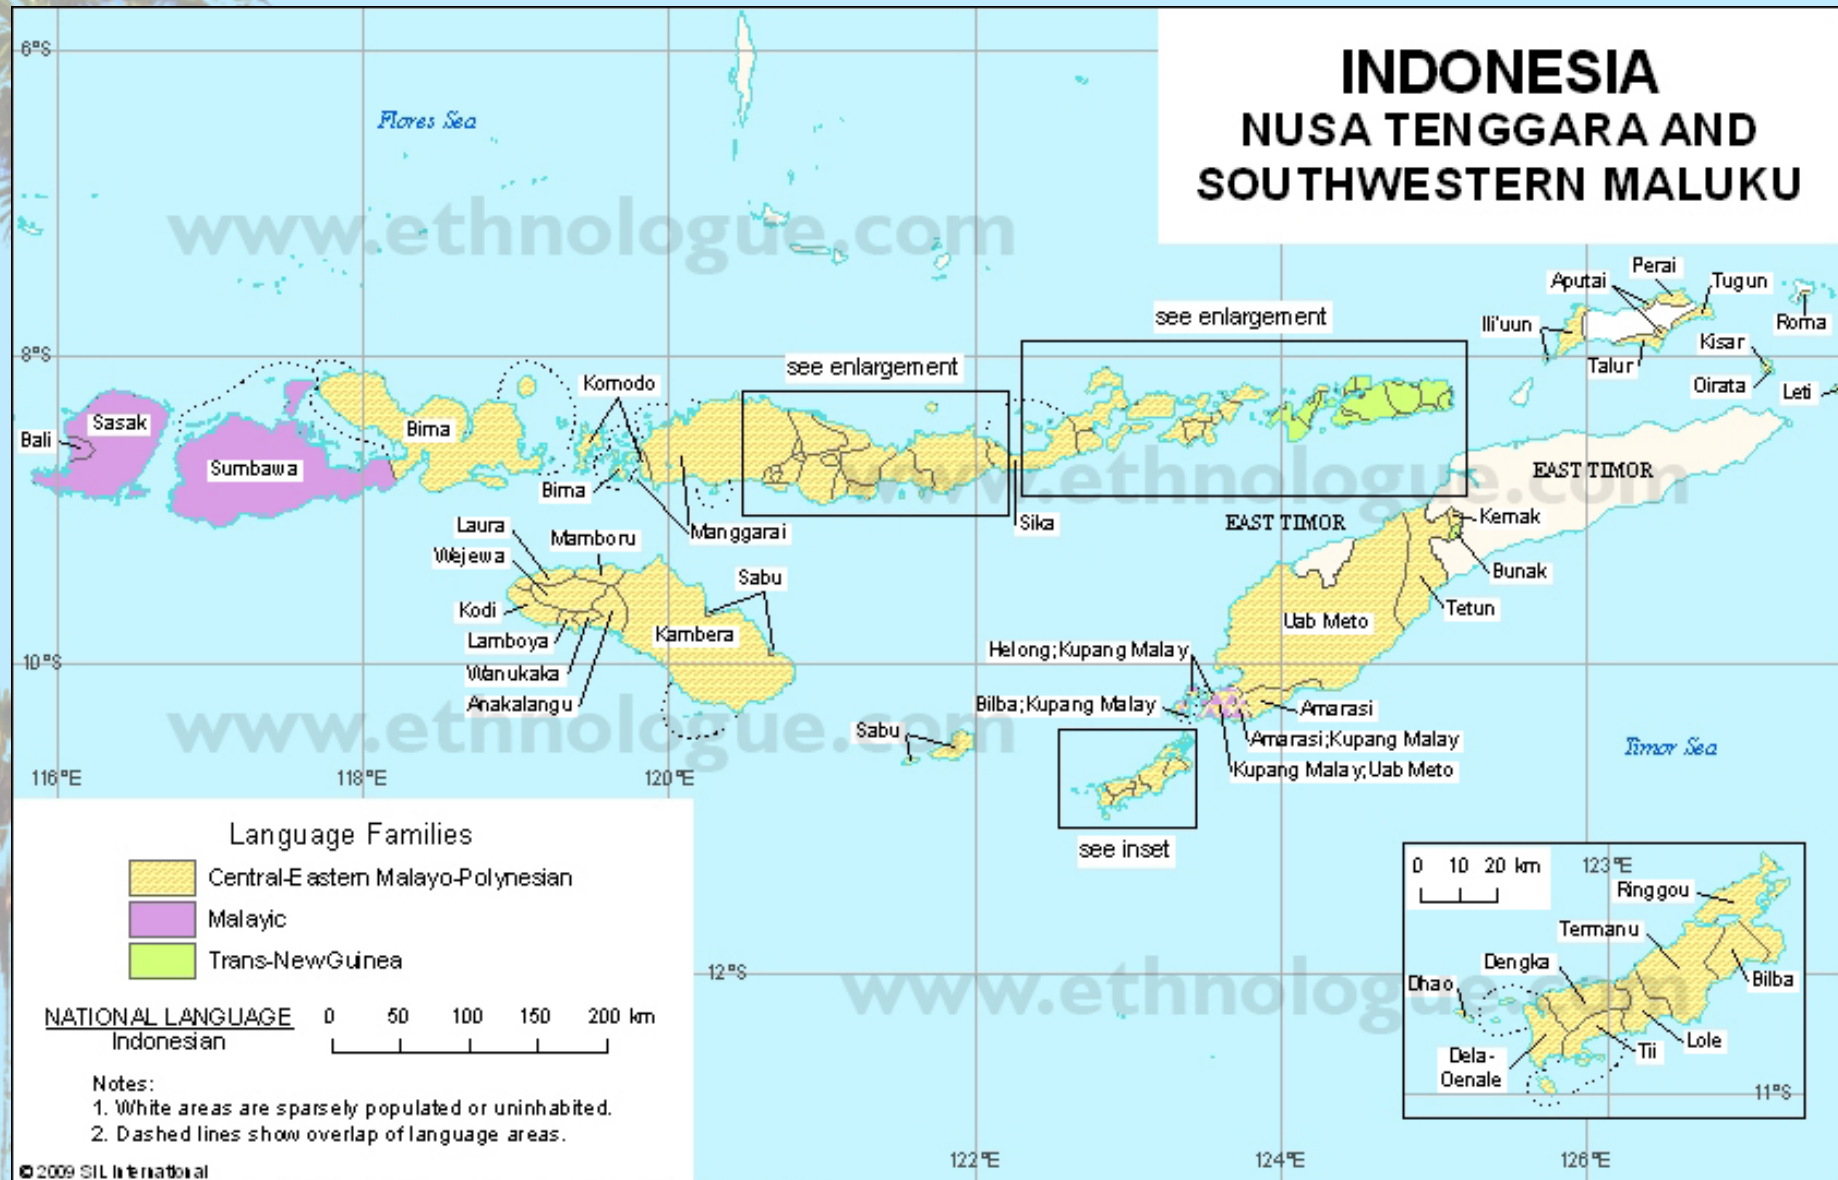 INDONESIA
NUSA TENGGARA AND
SOUTHWESTERN MALUKU
6°S
Flores Sea
www.ethnologue.com
8°S
see enlargement
see enlargement
Perai
Aputai
Tugun
Ili'uun
Roma
Kisar
Talur
Oirata
Leti
Komodo
Sasak
Bali
Bima
Sumbawa
Bima
Manggarai
Sika
www.ethnologue.com
EAST TIMOR
EAST TIMOR
Kemak
Bunak
Tetun
Uab Meto
Laura
Mamboru
Wejewa
Sabu
Kodi
Kambera
Lamboya
Wanukaka
Anakalangu
10°S
Helong;Kupang Malay
Bilba;Kupang Malay
Amarasi
Amarasi;Kupang Malay
Kupang Malay;Uab Meto
www.ethnologue.com
Sabu
Timor Sea
116°E
118°E
120°E
see inset
Language Families
Central-Eastern Malayo-Polynesian
Malayic
Trans-NewGuinea
NATIONAL LANGUAGE
Indonesian
0 50 100 150 200 km
Notes:
1. White areas are sparsely populated or uninhabited.
2. Dashed lines show overlap of language areas.
© 2009 SIL International
12°S
www.ethnologue.com
0 10 20 km
123°E
Ringgou
Termanu
Dengka
Dhao
Bilba
Lole
Tii
Dela-
Oenale
11°S
122°E
124°E
126°E